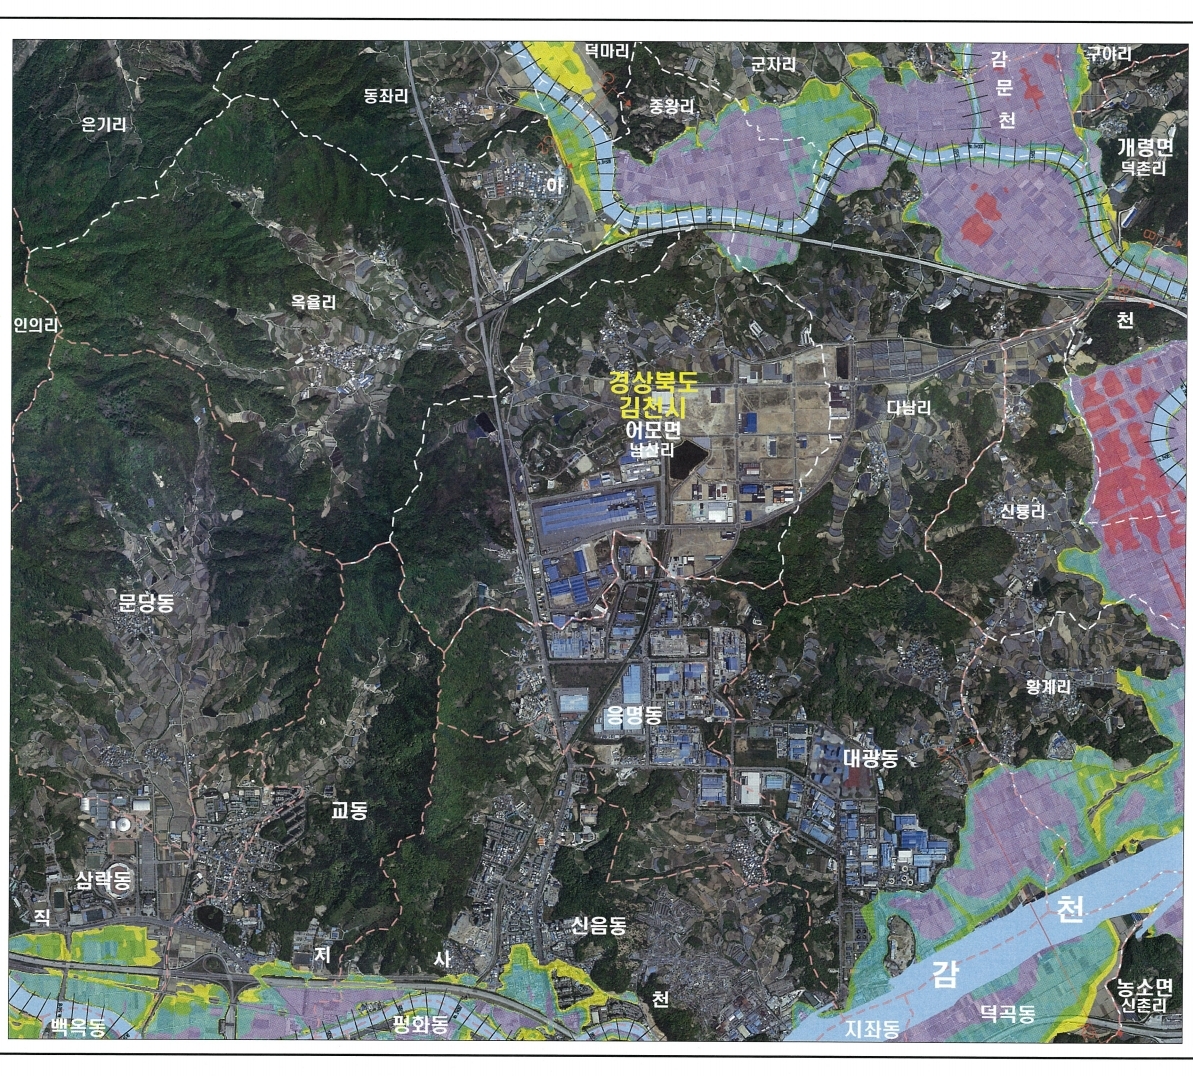 덕마리
군자리
감
구야리
문
동좌리
중왕리
천
은기리
개령면
덕촌리
아
옥율리
인의리
천
경상북도
김천시
어모면
남산리
다남리
신룡리
문당동
황계리
응명동
대광동
교동
삼락동
천
직
신음동
저
사
감
천
농소면
신촌리
덕곡동
백옥동
평화동
지좌동